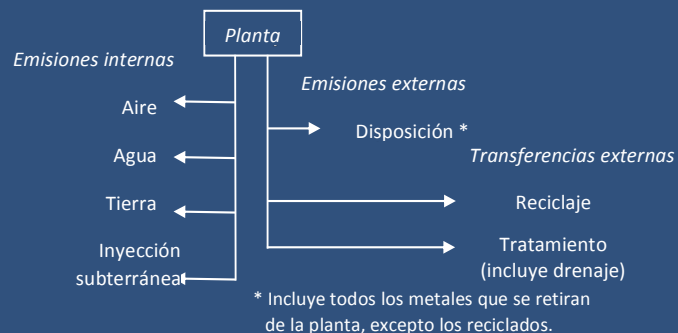 Planta
Emisiones internas
Emisiones externas
Aire
Disposición *
Agua
Transferencias externas
Tierra
Reciclaje
Inyección
subterránea
Tratamiento
(incluye drenaje)
* Incluye todos los metales que se retiran
de la planta, excepto los reciclados.